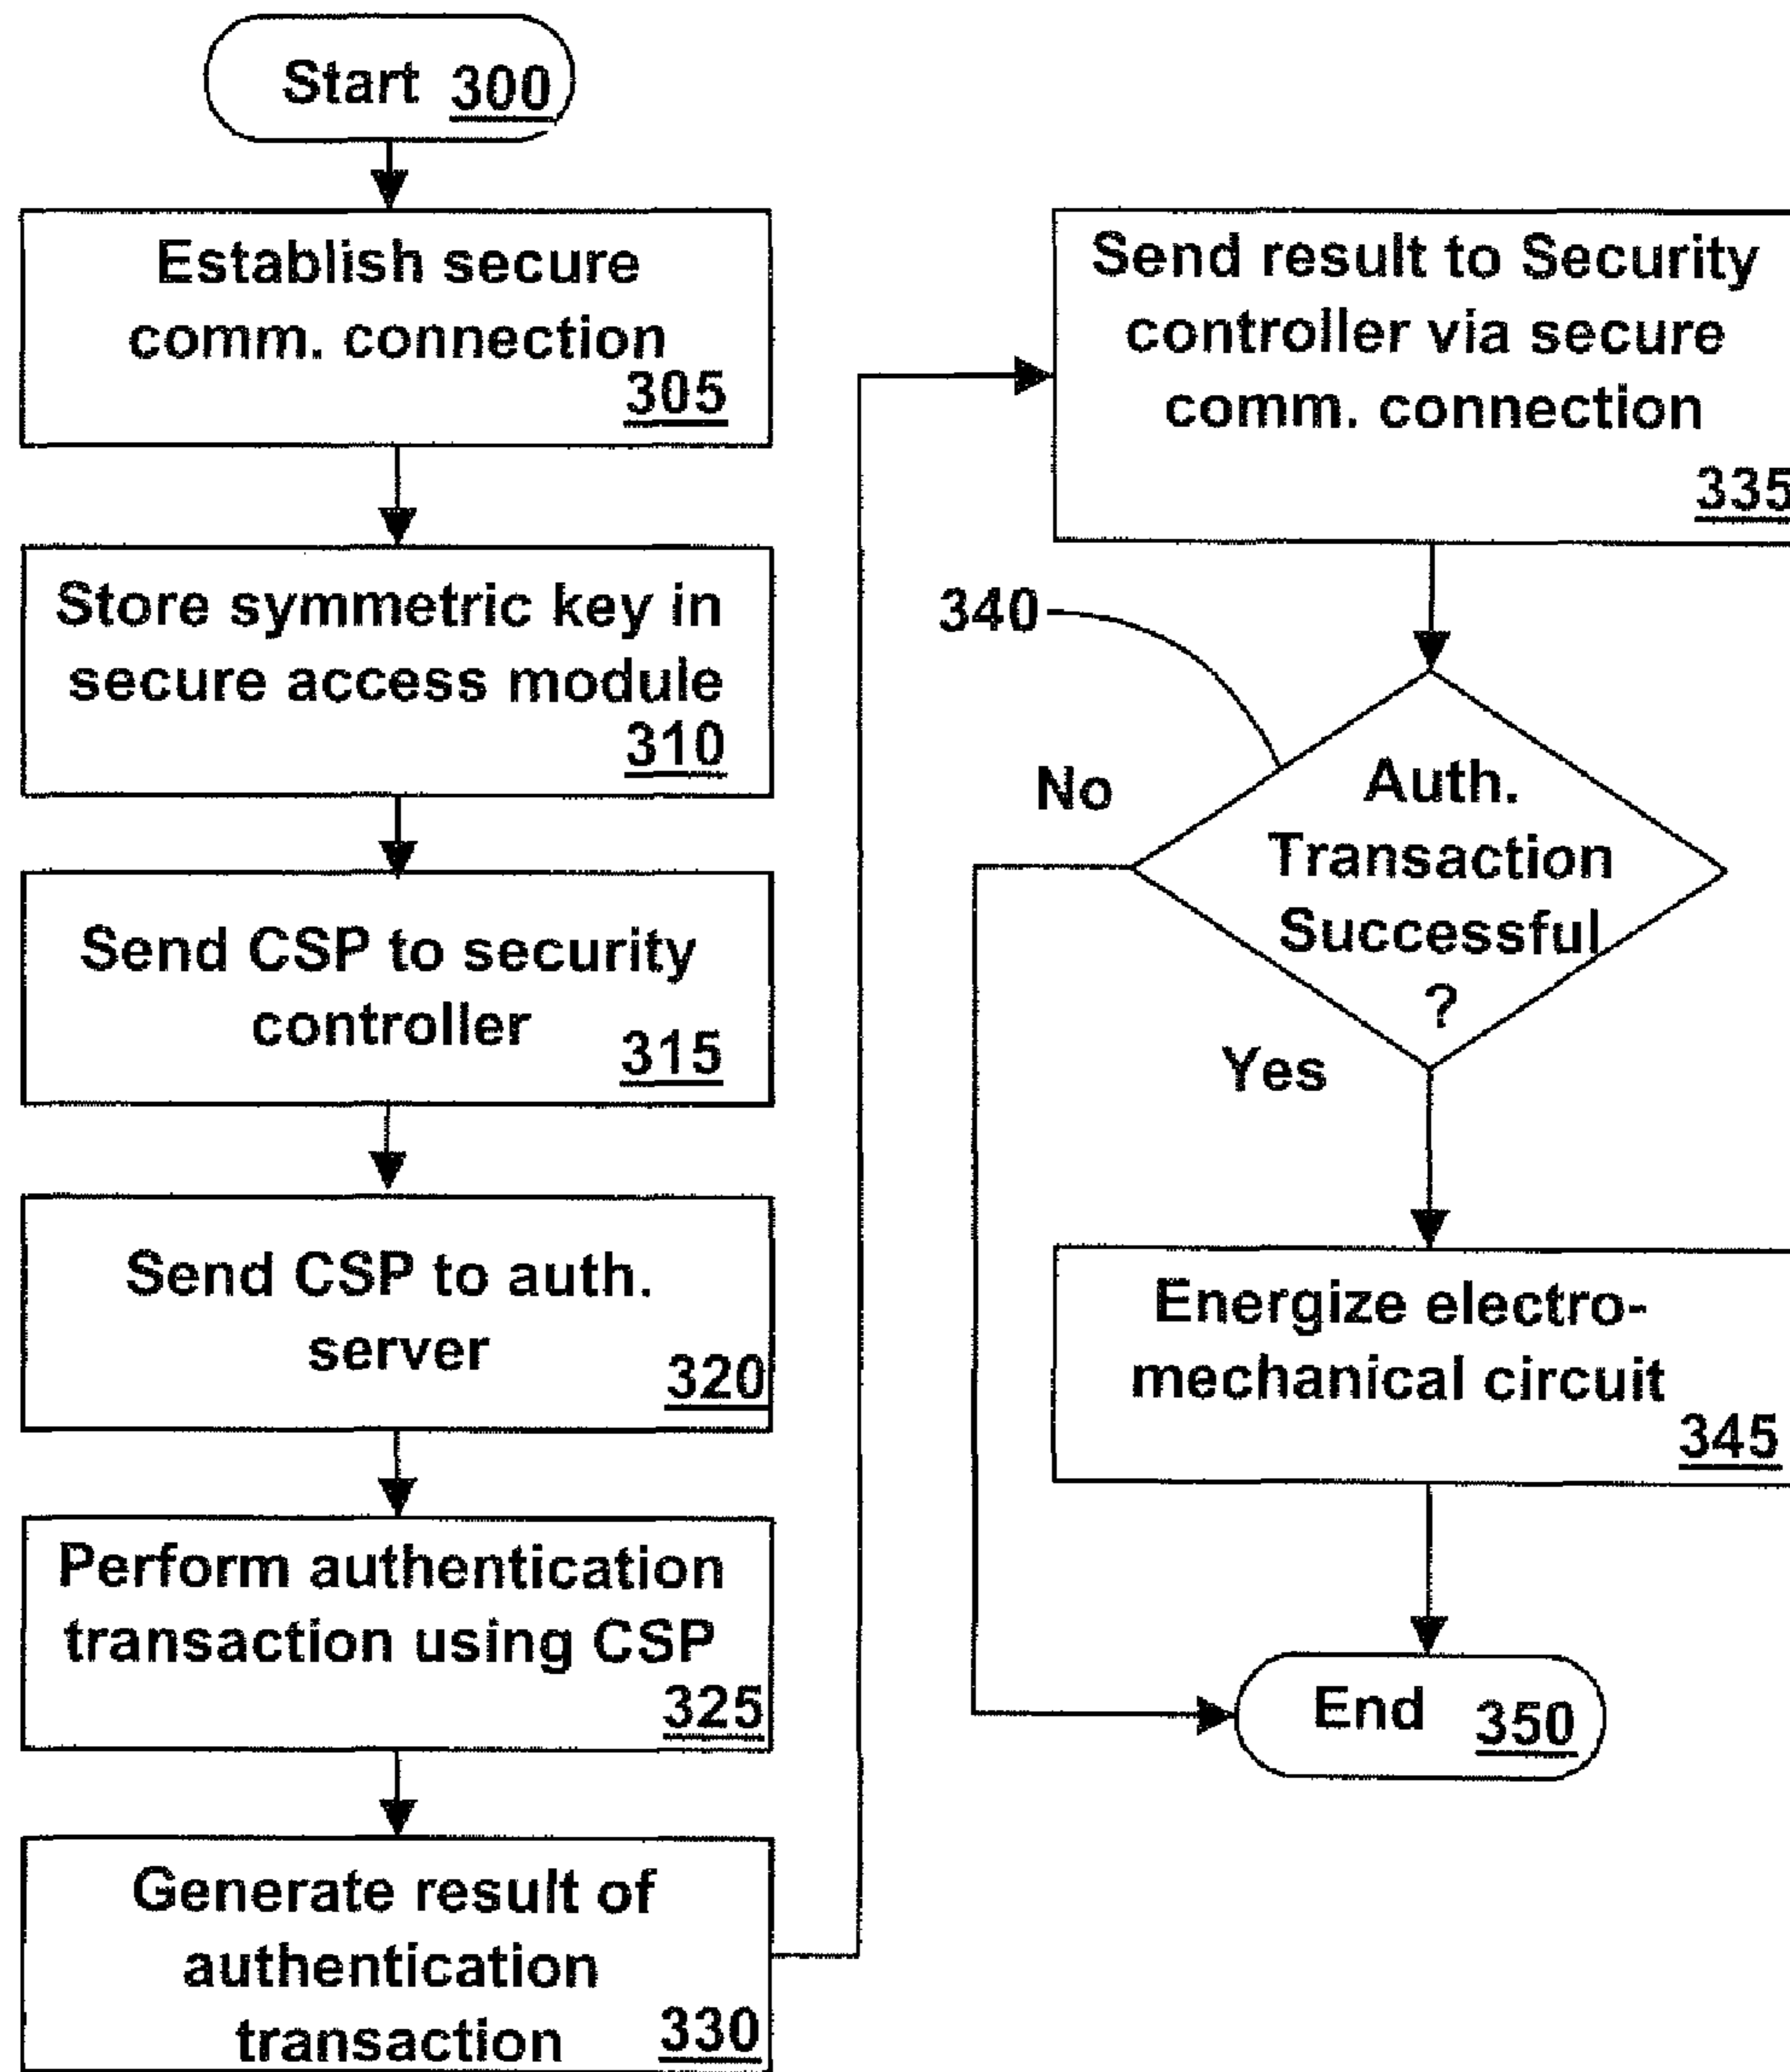 Start 300
Establish secure
comm. connection
305
Store symmetric key in
secure access module
310
Send CSP to security
controller 315
Send CSP to auth.
server 320
Perform authentication
transaction using CSP
325
Generate result of
authentication
transaction 330
Send result to Security
controller via secure
comm. connection
335
340
No
Auth.
Transaction
Successful
?
Yes
Energize electro-
mechanical circuit
345
End 350